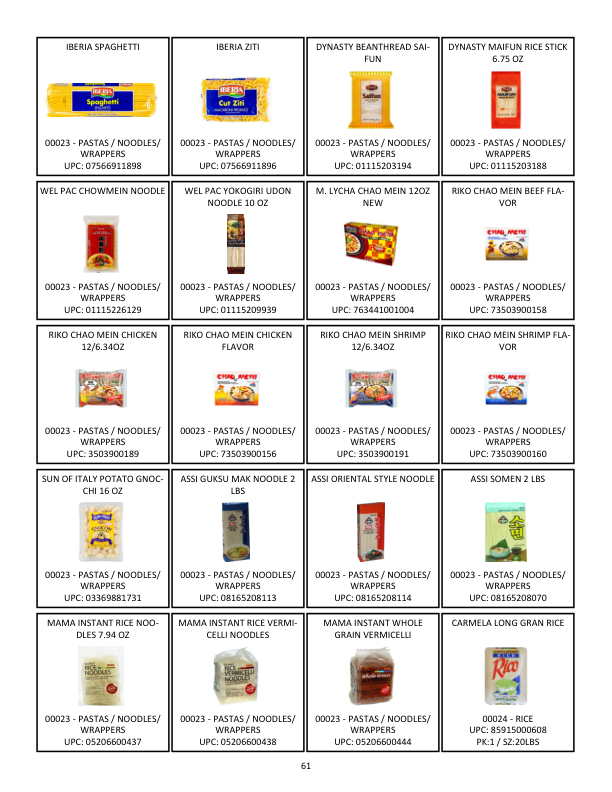 IBERIA SPAGHETTI
IBERIA
Spaghetti
00023 - PASTAS / NOODLES/
WRAPPERS
UPC: 07566911898
IBERIA ZITI
IBERIA
Cut Ziti
00023 - PASTAS / NOODLES/
WRAPPERS
UPC: 07566911896
DYNASTY BEANTHREAD SAI-
FUN
Saifun
00023 - PASTAS / NOODLES/
WRAPPERS
UPC: 01115203194
DYNASTY MAIFUN RICE STICK
6.75 OZ
MAIFUN
00023 - PASTAS / NOODLES/
WRAPPERS
UPC: 01115203188
WEL PAC CHOWMEIN NOODLE
00023 - PASTAS / NOODLES/
WRAPPERS
UPC: 01115226129
WEL PAC YOKOGIRI UDON
NOODLE 10 OZ
00023 - PASTAS / NOODLES/
WRAPPERS
UPC: 01115209939
M. LYCHA CHAO MEIN 12OZ
NEW
00023 - PASTAS / NOODLES/
WRAPPERS
UPC: 763441001004
RIKO CHAO MEIN BEEF FLA-
VOR
CHAO MEIN
00023 - PASTAS / NOODLES/
WRAPPERS
UPC: 73503900158
RIKO CHAO MEIN CHICKEN
12/6.34OZ
00023 - PASTAS / NOODLES/
WRAPPERS
UPC: 3503900189
RIKO CHAO MEIN CHICKEN
FLAVOR
CHAO MEIN
00023 - PASTAS / NOODLES/
WRAPPERS
UPC: 73503900156
RIKO CHAO MEIN SHRIMP
12/6.34OZ
00023 - PASTAS / NOODLES/
WRAPPERS
UPC: 3503900191
RIKO CHAO MEIN SHRIMP FLA-
VOR
CHAO MEIN
00023 - PASTAS / NOODLES/
WRAPPERS
UPC: 73503900160
SUN OF ITALY POTATO GNOC-
CHI 16 OZ
00023 - PASTAS / NOODLES/
WRAPPERS
UPC: 03369881731
ASSI GUKSU MAK NOODLE 2
LBS
00023 - PASTAS / NOODLES/
WRAPPERS
UPC: 08165208113
ASSI ORIENTAL STYLE NOODLE
00023 - PASTAS / NOODLES/
WRAPPERS
UPC: 08165208114
ASSI SOMEN 2 LBS
소면
00023 - PASTAS / NOODLES/
WRAPPERS
UPC: 08165208070
MAMA INSTANT RICE NOO-
DLES 7.94 OZ
RICE
NOODLES
00023 - PASTAS / NOODLES/
WRAPPERS
UPC: 05206600437
MAMA INSTANT RICE VERMI-
CELLI NOODLES
RICE
VERMICELLI
NOODLES
00023 - PASTAS / NOODLES/
WRAPPERS
UPC: 05206600438
MAMA INSTANT WHOLE
GRAIN VERMICELLI
Whole Grain
00023 - PASTAS / NOODLES/
WRAPPERS
UPC: 05206600444
CARMELA LONG GRAN RICE
RICE
Rico
00024 - RICE
UPC: 85915000608
PK:1 / SZ:20LBS
61